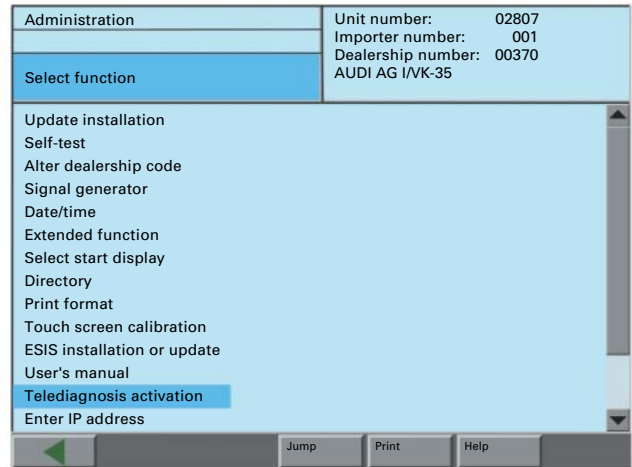 Administration
Select function
Unit number: 02807
Importer number: 001
Dealership number: 00370
AUDI AG I/VK-35
Update installation
Self-test
Alter dealership code
Signal generator
Date/time
Extended function
Select start display
Directory
Print format
Touch screen calibration
ESIS installation or update
User's manual
Telediagnosis activation
Enter IP address
Jump Print Help